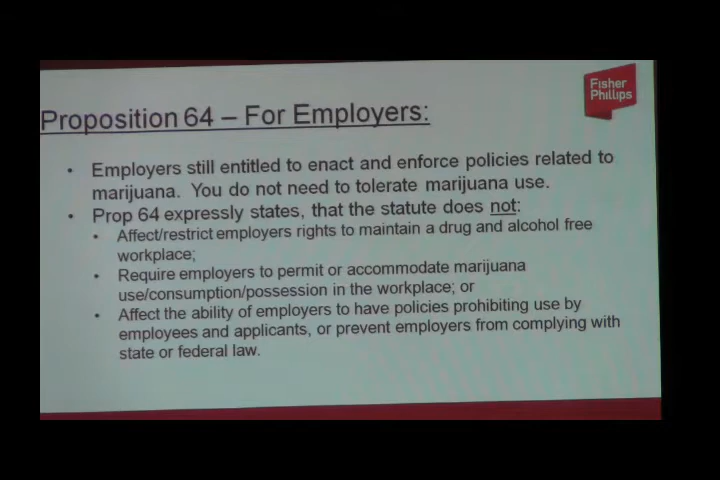 Fisher
Phillips
Proposition 64 – For Employers:
• Employers still entitled to enact and enforce policies related to
marijuana. You do not need to tolerate marijuana use.
• Prop 64 expressly states, that the statute does not:
• Affect/restrict employers rights to maintain a drug and alcohol free
workplace;
• Require employers to permit or accommodate marijuana
use/consumption/possession in the workplace; or
• Affect the ability of employers to have policies prohibiting use by
employees and applicants, or prevent employers from complying with
state or federal law.